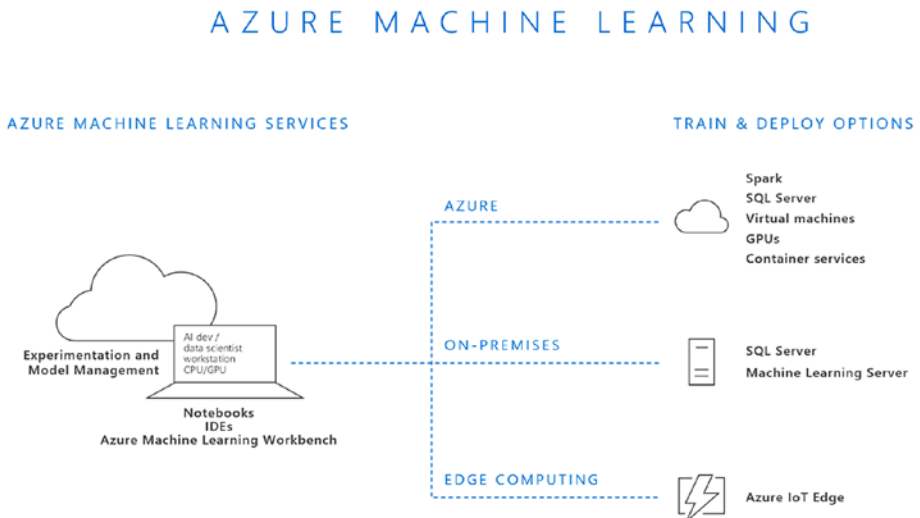 AZURE MACHINE LEARNING
AZURE MACHINE LEARNING SERVICES
TRAIN & DEPLOY OPTIONS
AZURE
Spark
SQL Server
Virtual machines
GPUs
Container services
AI dev /
data scientist
workstation
CPU/GPU
Experimentation and
Model Management
Notebooks
IDEs
Azure Machine Learning Workbench
ON-PREMISES
SQL Server
Machine Learning Server
EDGE COMPUTING
Azure IoT Edge